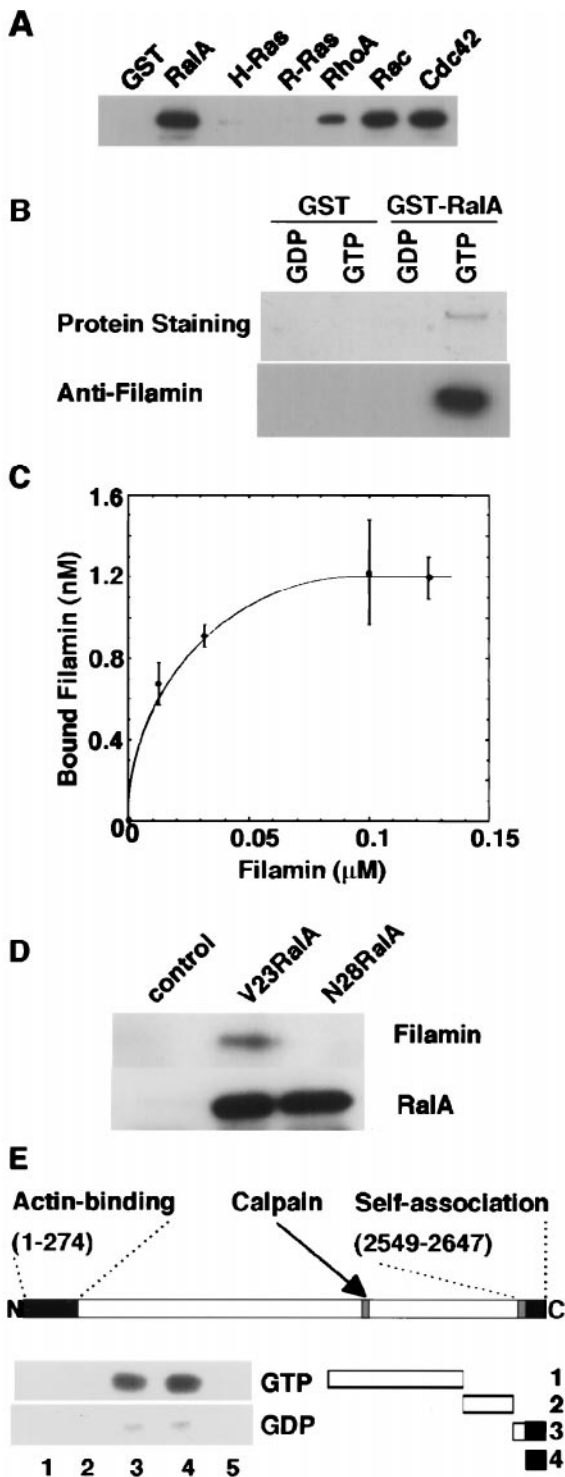 A
GST RalA H-Ras R-Ras RhoA Rac Cdc42
B
GST GST-RalA
GDP GTP GDP GTP
Protein Staining
Anti-Filamin
C
1.6
1.2
0.8
0.4
0
0 0.05 0.1 0.15
Bound Filamin (nM)
Filamin (µM)
D
control V23RalA N28RalA
Filamin
RalA
E
Actin-binding Calpain Self-association
(1-274) (2549-2647)
N C
GTP 1
2
GDP 3
1 2 3 4 5 4